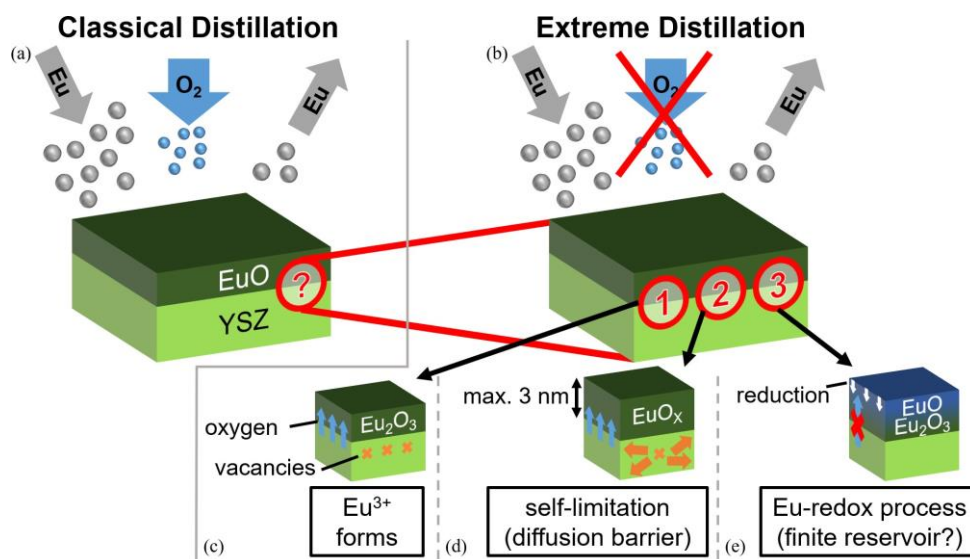 Classical Distillation
Extreme Distillation
(a)
Eu
O2
Eu
(b)
Eu
O2
Eu
EuO
?
YSZ
1
2
3
oxygen
Eu2O3
vacancies
max. 3 nm
EuOX
reduction
EuO
Eu2O3
(c)
Eu3+
forms
(d)
self-limitation
(diffusion barrier)
(e)
Eu-redox process
(finite reservoir?)